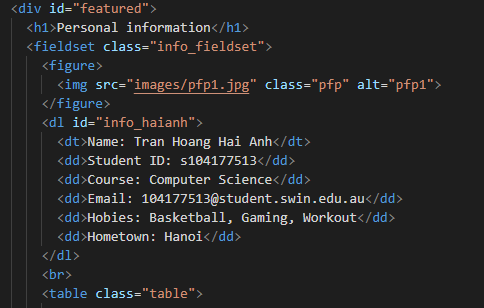 <div id="featured">
<h1>Personal information</h1>
<fieldset class="info_fieldset">
<figure>
<img src="images/pfp1.jpg" class="pfp" alt="pfp1">
</figure>
<dl id="info_haianh">
<dt>Name: Tran Hoang Hai Anh</dt>
<dd>Student ID: s104177513</dd>
<dd>Course: Computer Science</dd>
<dd>Email: 104177513@student.swin.edu.au</dd>
<dd>Hobies: Basketball, Gaming, Workout</dd>
<dd>Hometown: Hanoi</dd>
</dl>
<br>
<table class="table">